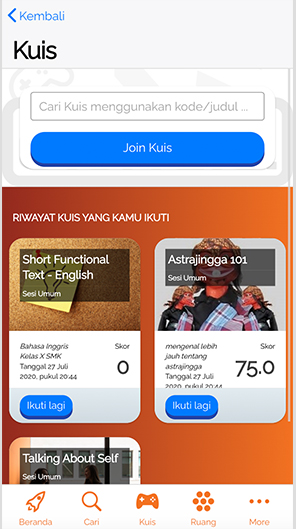 Kembali
Kuis
Cari Kuis menggunakan kode/judul ...
Join Kuis
RIWAYAT KUIS YANG KAMU IKUTI
Short Functional
Text - English
Sesi Umum
Bahasa Inggris
Kelas X SMK
Tanggal 27 Juli
2020, pukul 20:44
Skor
0
Ikuti lagi
Astrajingga 101
Sesi Umum
mengenal lebih
jauh tentang
astrajingga
Tanggal 27 Juli
2020, pukul 20:44
Skor
75.0
Ikuti lagi
Talking About Self
Sesi Umum
Beranda
Cari
Kuis
Ruang
More